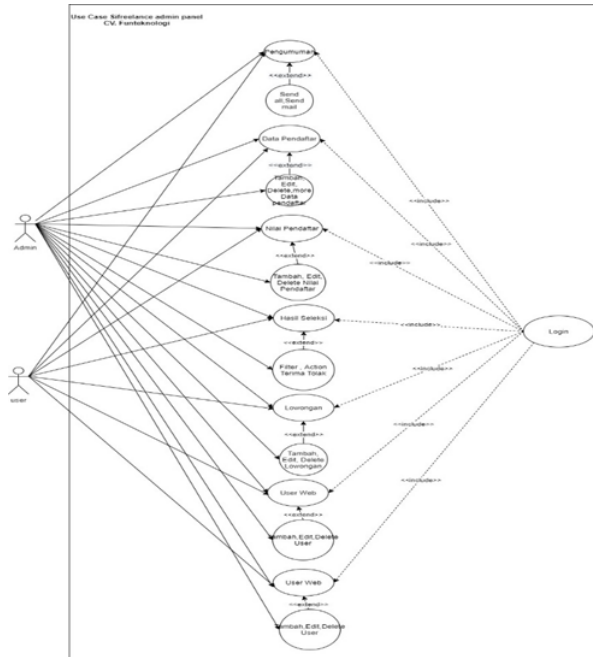 Use Case Sifreelance admin panel
CV. Funteknologi
Pengumuman
<<extend>>
Send
all,Send
mail
Data Pendaftar
<<extend>>
Tambah,
Edit,
Delete,more
Data
pendaftar
<<include>>
Admin
Nilai Pendaftar
<<include>>
<<extend>>
<<include>>
Tambah, Edit,
Delete Nilai
Pendaftar
Hasil Seleksi
<<include>>
Login
<<extend>>
user
Filter , Action
Terima Tolak
<<include>>
Lowongan
<<extend>>
<<include>>
Tambah,
Edit, Delete
Lowongan
User Web
<<extend>>
<<include>>
Tambah,Edit,Delete
User
User Web
<<extend>>
Tambah,Edit,Delete
User